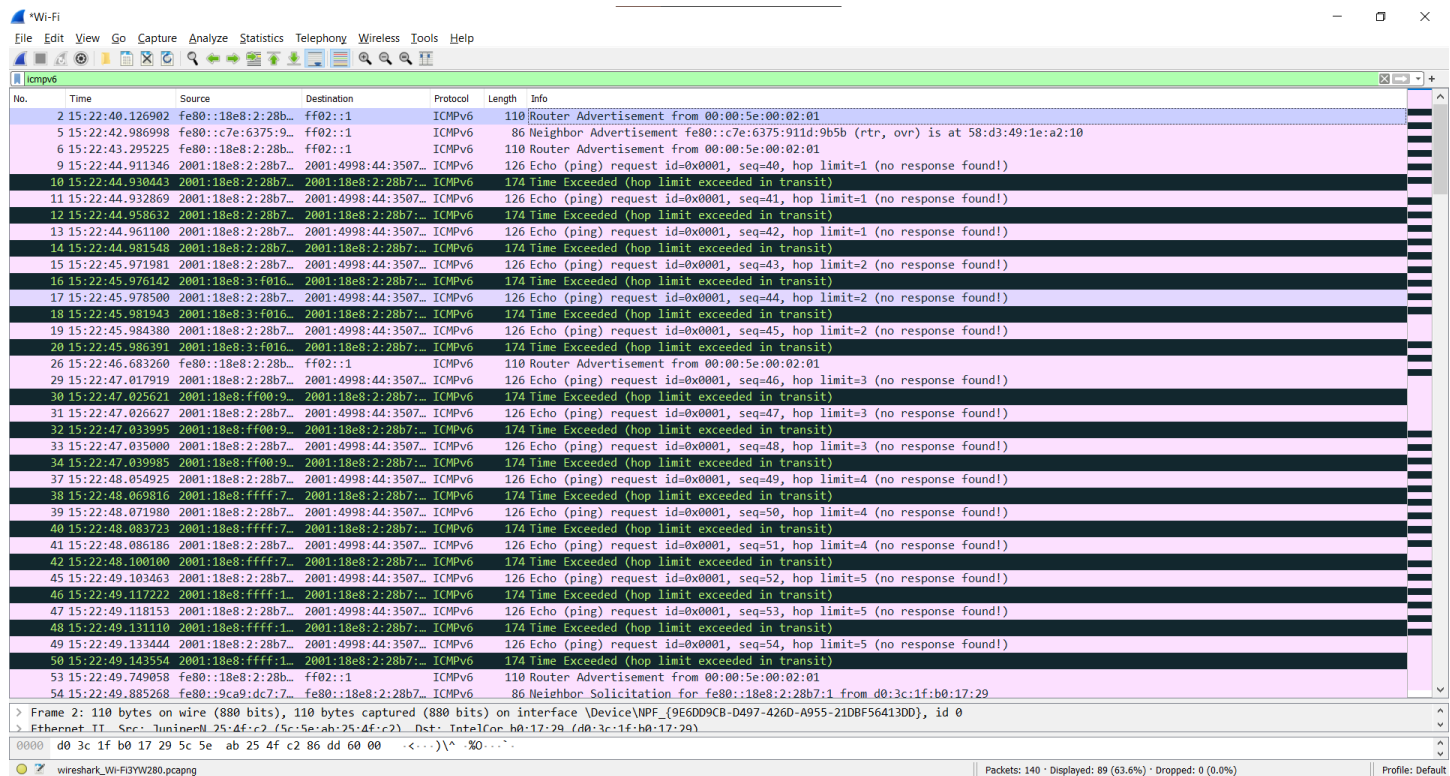 *Wi-Fi
File Edit View Go Capture Analyze Statistics Telephony Wireless Tools Help
icmpv6
No. Time Source Destination Protocol Length Info
2 15:22:40.126902 fe80::18e8:2:28b… ff02::1 ICMPv6 110 Router Advertisement from 00:00:5e:00:02:01
5 15:22:42.986998 fe80::c7e:6375:9… ff02::1 ICMPv6 86 Neighbor Advertisement fe80::c7e:6375:911d:9b5b (rtr, ovr) is at 58:d3:49:1e:a2:10
6 15:22:43.295225 fe80::18e8:2:28b… ff02::1 ICMPv6 110 Router Advertisement from 00:00:5e:00:02:01
9 15:22:44.911346 2001:18e8:2:28b7… 2001:4998:44:3507… ICMPv6 126 Echo (ping) request id=0x0001, seq=40, hop limit=1 (no response found!)
10 15:22:44.930443 2001:18e8:2:28b7… 2001:18e8:2:28b7:… ICMPv6 174 Time Exceeded (hop limit exceeded in transit)
11 15:22:44.932869 2001:18e8:2:28b7… 2001:4998:44:3507… ICMPv6 126 Echo (ping) request id=0x0001, seq=41, hop limit=1 (no response found!)
12 15:22:44.958632 2001:18e8:2:28b7… 2001:18e8:2:28b7:… ICMPv6 174 Time Exceeded (hop limit exceeded in transit)
13 15:22:44.961100 2001:18e8:2:28b7… 2001:4998:44:3507… ICMPv6 126 Echo (ping) request id=0x0001, seq=42, hop limit=1 (no response found!)
14 15:22:44.981548 2001:18e8:2:28b7… 2001:18e8:2:28b7:… ICMPv6 174 Time Exceeded (hop limit exceeded in transit)
15 15:22:45.971981 2001:18e8:2:28b7… 2001:4998:44:3507… ICMPv6 126 Echo (ping) request id=0x0001, seq=43, hop limit=2 (no response found!)
16 15:22:45.976142 2001:18e8:3:f016… 2001:18e8:2:28b7:… ICMPv6 174 Time Exceeded (hop limit exceeded in transit)
17 15:22:45.978500 2001:18e8:2:28b7… 2001:4998:44:3507… ICMPv6 126 Echo (ping) request id=0x0001, seq=44, hop limit=2 (no response found!)
18 15:22:45.981943 2001:18e8:3:f016… 2001:18e8:2:28b7:… ICMPv6 174 Time Exceeded (hop limit exceeded in transit)
19 15:22:45.984380 2001:18e8:2:28b7… 2001:4998:44:3507… ICMPv6 126 Echo (ping) request id=0x0001, seq=45, hop limit=2 (no response found!)
20 15:22:45.986391 2001:18e8:3:f016… 2001:18e8:2:28b7:… ICMPv6 174 Time Exceeded (hop limit exceeded in transit)
26 15:22:46.683260 fe80::18e8:2:28b… ff02::1 ICMPv6 110 Router Advertisement from 00:00:5e:00:02:01
29 15:22:47.017919 2001:18e8:2:28b7… 2001:4998:44:3507… ICMPv6 126 Echo (ping) request id=0x0001, seq=46, hop limit=3 (no response found!)
30 15:22:47.025621 2001:18e8:ff00:9… 2001:18e8:2:28b7:… ICMPv6 174 Time Exceeded (hop limit exceeded in transit)
31 15:22:47.026627 2001:18e8:2:28b7… 2001:4998:44:3507… ICMPv6 126 Echo (ping) request id=0x0001, seq=47, hop limit=3 (no response found!)
32 15:22:47.033995 2001:18e8:ff00:9… 2001:18e8:2:28b7:… ICMPv6 174 Time Exceeded (hop limit exceeded in transit)
33 15:22:47.035000 2001:18e8:2:28b7… 2001:4998:44:3507… ICMPv6 126 Echo (ping) request id=0x0001, seq=48, hop limit=3 (no response found!)
34 15:22:47.039985 2001:18e8:ff00:9… 2001:18e8:2:28b7:… ICMPv6 174 Time Exceeded (hop limit exceeded in transit)
37 15:22:48.054925 2001:18e8:2:28b7… 2001:4998:44:3507… ICMPv6 126 Echo (ping) request id=0x0001, seq=49, hop limit=4 (no response found!)
38 15:22:48.069816 2001:18e8:ffff:7… 2001:18e8:2:28b7:… ICMPv6 174 Time Exceeded (hop limit exceeded in transit)
39 15:22:48.071980 2001:18e8:2:28b7… 2001:4998:44:3507… ICMPv6 126 Echo (ping) request id=0x0001, seq=50, hop limit=4 (no response found!)
40 15:22:48.083723 2001:18e8:ffff:7… 2001:18e8:2:28b7:… ICMPv6 174 Time Exceeded (hop limit exceeded in transit)
41 15:22:48.086186 2001:18e8:2:28b7… 2001:4998:44:3507… ICMPv6 126 Echo (ping) request id=0x0001, seq=51, hop limit=4 (no response found!)
42 15:22:48.100100 2001:18e8:ffff:7… 2001:18e8:2:28b7:… ICMPv6 174 Time Exceeded (hop limit exceeded in transit)
45 15:22:49.103463 2001:18e8:2:28b7… 2001:4998:44:3507… ICMPv6 126 Echo (ping) request id=0x0001, seq=52, hop limit=5 (no response found!)
46 15:22:49.117222 2001:18e8:ffff:1… 2001:18e8:2:28b7:… ICMPv6 174 Time Exceeded (hop limit exceeded in transit)
47 15:22:49.118153 2001:18e8:2:28b7… 2001:4998:44:3507… ICMPv6 126 Echo (ping) request id=0x0001, seq=53, hop limit=5 (no response found!)
48 15:22:49.131110 2001:18e8:ffff:1… 2001:18e8:2:28b7:… ICMPv6 174 Time Exceeded (hop limit exceeded in transit)
49 15:22:49.133444 2001:18e8:2:28b7… 2001:4998:44:3507… ICMPv6 126 Echo (ping) request id=0x0001, seq=54, hop limit=5 (no response found!)
50 15:22:49.143554 2001:18e8:ffff:1… 2001:18e8:2:28b7:… ICMPv6 174 Time Exceeded (hop limit exceeded in transit)
53 15:22:49.749058 fe80::18e8:2:28b… ff02::1 ICMPv6 110 Router Advertisement from 00:00:5e:00:02:01
54 15:22:49.885268 fe80::9ca9:dc7:7… fe80::18e8:2:28b7… ICMPv6 86 Neighbor Solicitation for fe80::18e8:2:28b7:1 from d0:3c:1f:b0:17:29
> Frame 2: 110 bytes on wire (880 bits), 110 bytes captured (880 bits) on interface \Device\NPF_{9E6DD9CB-D497-426D-A955-21DBF56413DD}, id 0
> Ethernet II, Src: JuniperN_25:4f:c2 (5c:5e:ab:25:4f:c2), Dst: IntelCor_b0:17:29 (d0:3c:1f:b0:17:29)
0000 d0 3c 1f b0 17 29 5c 5e ab 25 4f c2 86 dd 60 00 ·<···)\^ ·%O···`·
wireshark_Wi-Fi3YW280.pcapng
Packets: 140 · Displayed: 89 (63.6%) · Dropped: 0 (0.0%)
Profile: Default